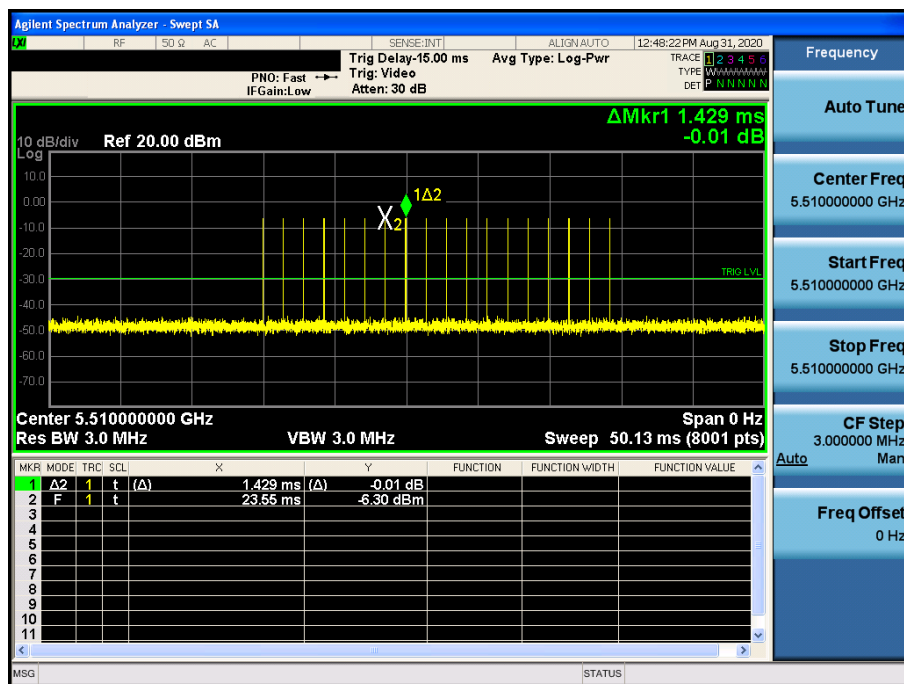 Agilent Spectrum Analyzer - Swept SA
LXI RF 50 Ω AC SENSE:INT ALIGN AUTO 12:48:22 PM Aug 31, 2020
Frequency
Trig Delay-15.00 ms Avg Type: Log-Pwr TRACE 1 2 3 4 5 6
PNO: Fast Trig: Video TYPE WWWWWW
IFGain:Low Atten: 30 dB DET P N N N N N
Auto Tune
ΔMkr1 1.429 ms
-0.01 dB
10 dB/div Ref 20.00 dBm
Log
10.0
0.00
-10.0
-20.0
-30.0
-40.0
-50.0
-60.0
-70.0
1Δ2
X2
TRIG LVL
Center Freq
5.510000000 GHz
Start Freq
5.510000000 GHz
Stop Freq
5.510000000 GHz
Center 5.510000000 GHz Span 0 Hz
Res BW 3.0 MHz VBW 3.0 MHz Sweep 50.13 ms (8001 pts)
CF Step
3.000000 MHz
Auto Man
MKR MODE TRC SCL X Y FUNCTION FUNCTION WIDTH FUNCTION VALUE
1 Δ2 1 t (Δ) 1.429 ms (Δ) -0.01 dB
2 F 1 t 23.55 ms -6.30 dBm
3
4
5
6
7
8
9
10
11
Freq Offset
0 Hz
MSG STATUS